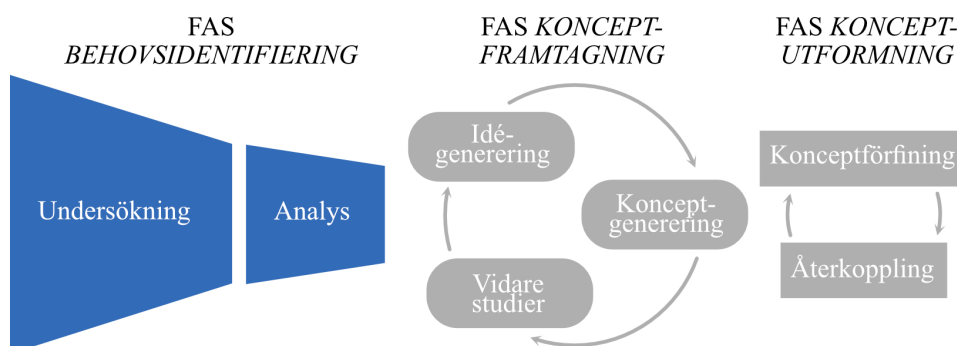 FAS
BEHOVSIDENTIFIERING
Undersökning
Analys
FAS KONCEPT-
FRAMTAGNING
Idé-
generering
Koncept-
generering
Vidare
studier
FAS KONCEPT-
UTFORMNING
Konceptförfining
Återkoppling